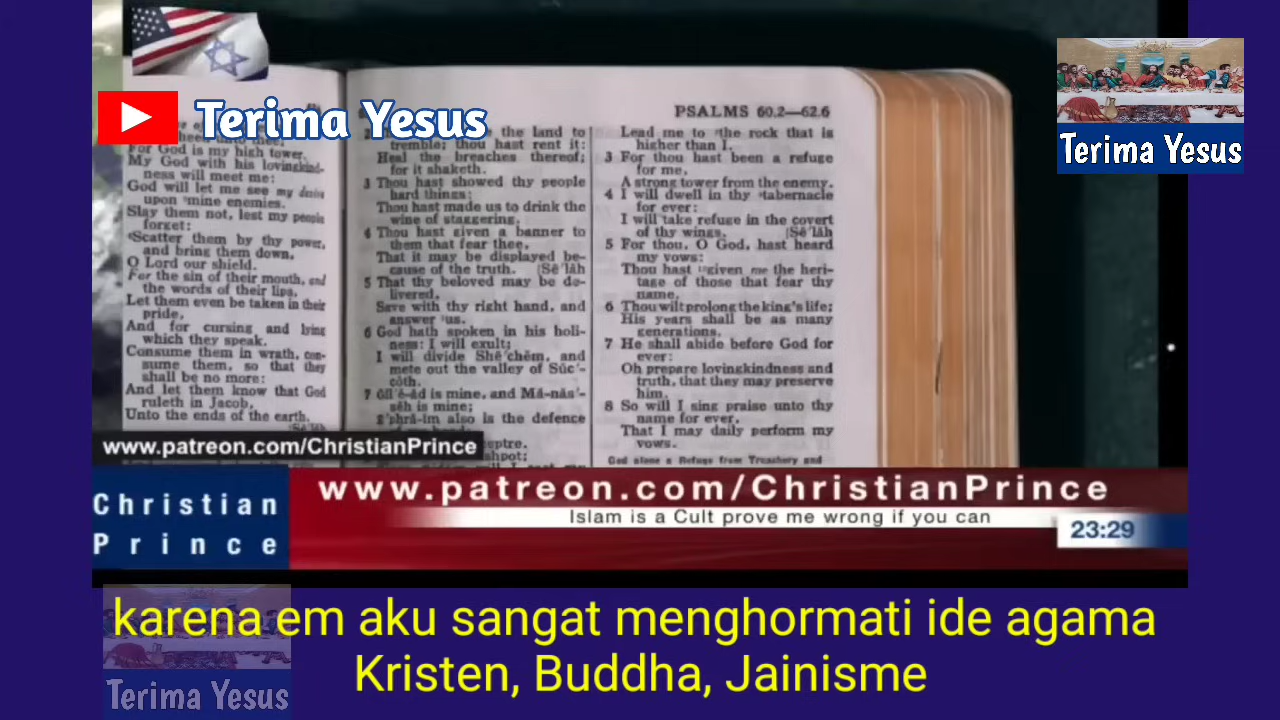 Terima Yesus
Terima Yesus
PSALMS 60.2—62.6
For God is my high tower.
My God with his lovingkind-
ness will meet me:
God will let me see my desire
upon mine enemies.
Slay them not, lest my people
forget:
Scatter them by thy power,
and bring them down,
O Lord our shield.
For the sin of their mouth, and
the words of their lips,
Let them even be taken in their
pride,
And for cursing and lying
which they speak.
Consume them in wrath, con-
sume them, so that they
shall be no more:
And let them know that God
ruleth in Jacob,
Unto the ends of the earth.
the land to
tremble; thou hast rent it:
Heal the breaches thereof;
for it shaketh.
3 Thou hast showed thy people
hard things:
Thou hast made us to drink the
wine of staggering.
4 Thou hast given a banner to
them that fear thee,
That it may be displayed be-
cause of the truth. [Sē´lāh
5 That thy beloved may be de-
livered,
Save with thy right hand, and
answer us.
6 God hath spoken in his holi-
ness: I will exult;
I will divide Shē´chĕm, and
mete out the valley of Sŭc´-
cōth.
7 is mine, and Mā-năs´-
sĕh is mine;
also is the defence
Lead me to the rock that is
higher than I.
3 For thou hast been a refuge
for me,
A strong tower from the enemy.
4 I will dwell in thy tabernacle
for ever:
I will take refuge in the covert
of thy wings. [Sē´lāh
5 For thou, O God, hast heard
my vows:
Thou hast given me the heri-
tage of those that fear thy
name.
6 Thou wilt prolong the king's life;
His years shall be as many
generations.
7 He shall abide before God for
ever:
Oh prepare lovingkindness and
truth, that they may preserve
him.
8 So will I sing praise unto thy
name for ever,
That I may daily perform my
vows.
God alone a Refuge from Treachery and
www.patreon.com/ChristianPrince
Christian
Prince
www.patreon.com/ChristianPrince
Islam is a Cult prove me wrong if you can
23:29
karena em aku sangat menghormati ide agama
Kristen, Buddha, Jainisme
Terima Yesus